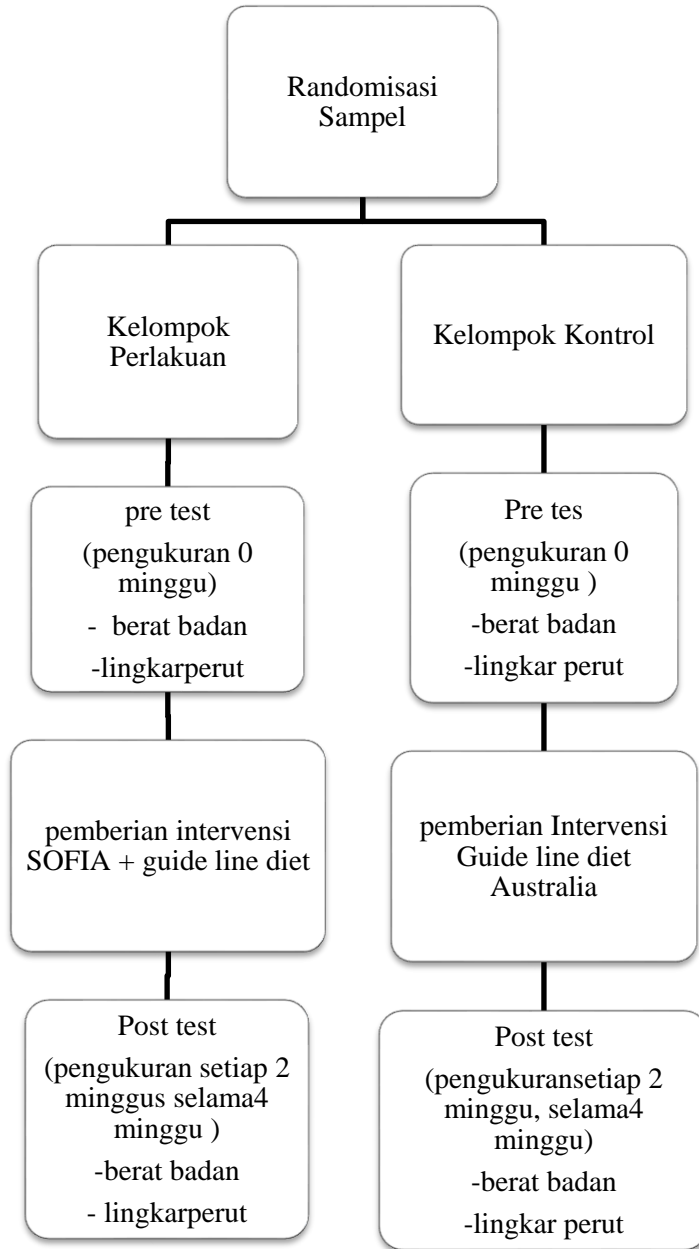 Randomisasi
Sampel
Kelompok
Perlakuan
Kelompok Kontrol
pre test
(pengukuran 0
minggu)
- berat badan
-lingkarperut
Pre tes
(pengukuran 0
minggu )
-berat badan
-lingkar perut
pemberian intervensi
SOFIA + guide line diet
pemberian Intervensi
Guide line diet
Australia
Post test
(pengukuran setiap 2
minggus selama4
minggu )
-berat badan
- lingkarperut
Post test
(pengukuransetiap 2
minggu, selama4
minggu)
-berat badan
-lingkar perut